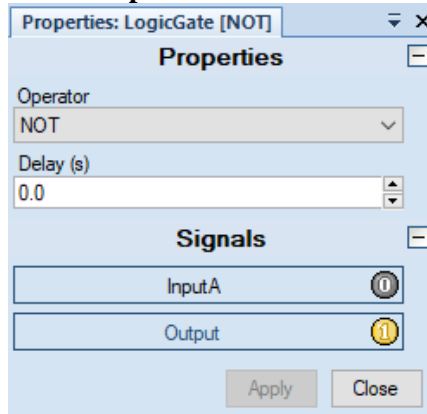 Properties: LogicGate [NOT]
Properties
Operator
NOT
Delay (s)
0.0
Signals
InputA 0
Output 1
Apply Close